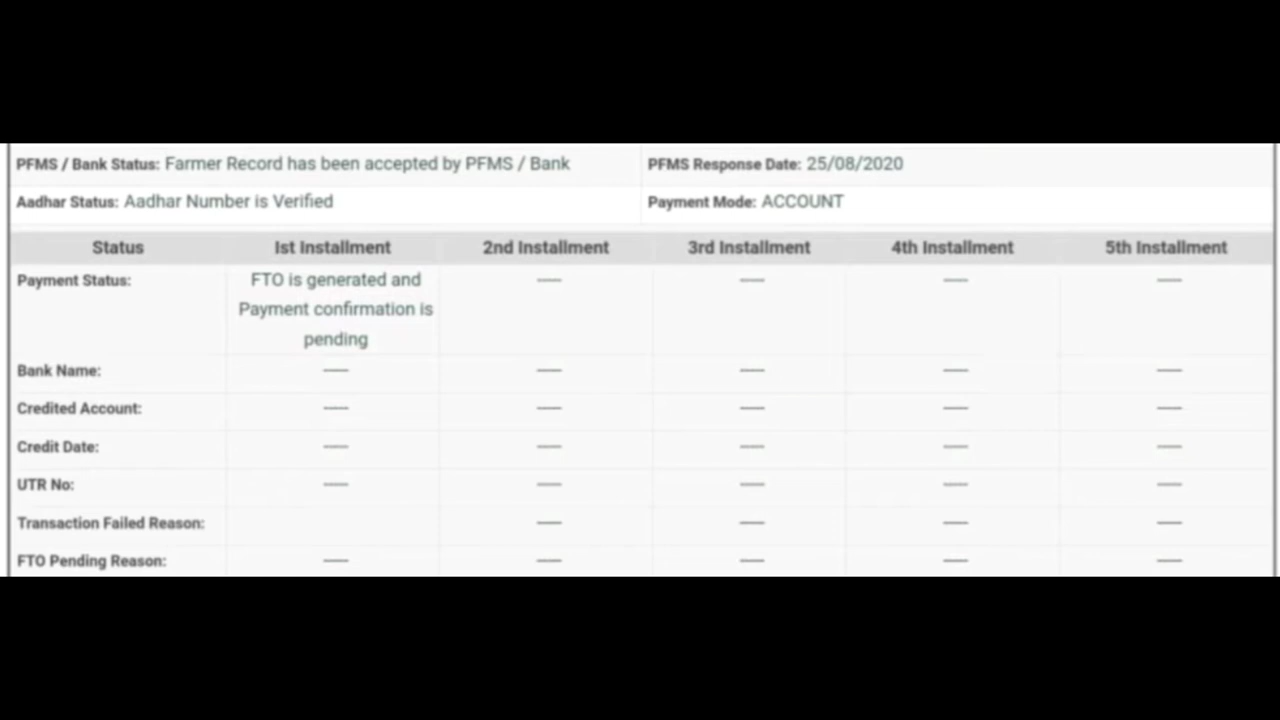 PFMS / Bank Status: Farmer Record has been accepted by PFMS / Bank PFMS Response Date: 25/08/2020
Aadhar Status: Aadhar Number is Verified Payment Mode: ACCOUNT
Status Ist Installment 2nd Installment 3rd Installment 4th Installment 5th Installment
Payment Status: FTO is generated and — — — —
Payment confirmation is
pending
Bank Name: — — — — —
Credited Account: — — — — —
Credit Date: — — — — —
UTR No: — — — — —
Transaction Failed Reason: — — — —
FTO Pending Reason: — — — — —